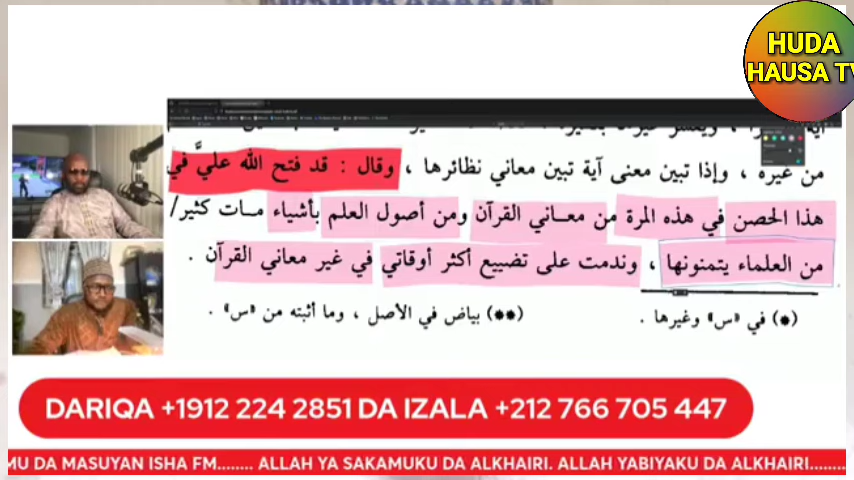 HUDA
HAUSA TV
من غيره ، وإذا تبين معنى آية تبين معاني نظائرها ، وقال : قد فتح الله عليَّ في
هذا الحصن في هذه المرة من معـاني القرآن ومن أصول العلم بأشياء مـات كثير/
من العلماء يتمنونها ، وندمت على تضييع أكثر أوقاتي في غير معاني القرآن .
(٭) في «س» وغيرها .
(٭٭) بياض في الأصل ، وما أثبته من «س» .
DARIQA +1912 224 2851 DA IZALA +212 766 705 447
MU DA MASUYAN ISHA FM........ ALLAH YA SAKAMUKU DA ALKHAIRI. ALLAH YABIYAKU DA ALKHAIRI........